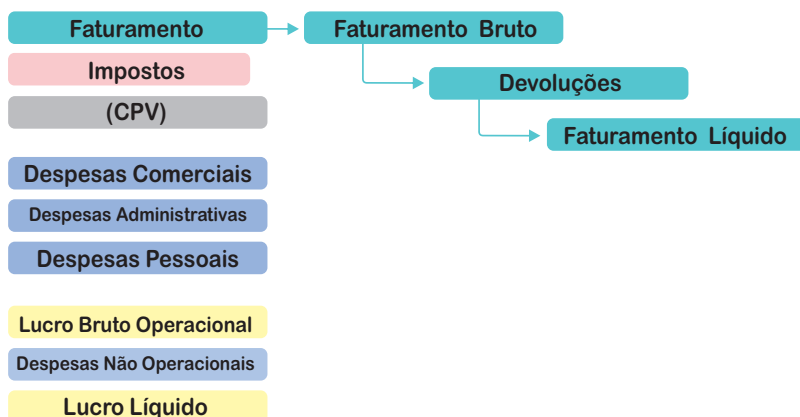 Faturamento
Faturamento Bruto
Impostos
Devoluções
(CPV)
Faturamento Líquido
Despesas Comerciais
Despesas Administrativas
Despesas Pessoais
Lucro Bruto Operacional
Despesas Não Operacionais
Lucro Líquido